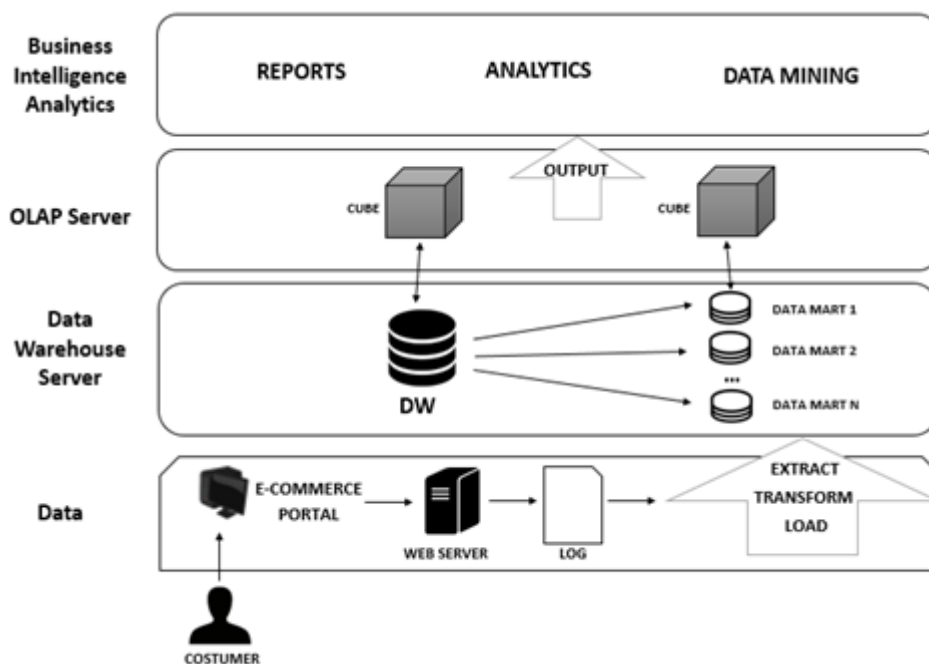 Business
Intelligence
Analytics
REPORTS
ANALYTICS
DATA MINING
OLAP Server
CUBE
OUTPUT
CUBE
Data
Warehouse
Server
DW
DATA MART 1
DATA MART 2
...
DATA MART N
Data
E-COMMERCE
PORTAL
WEB SERVER
LOG
EXTRACT
TRANSFORM
LOAD
COSTUMER